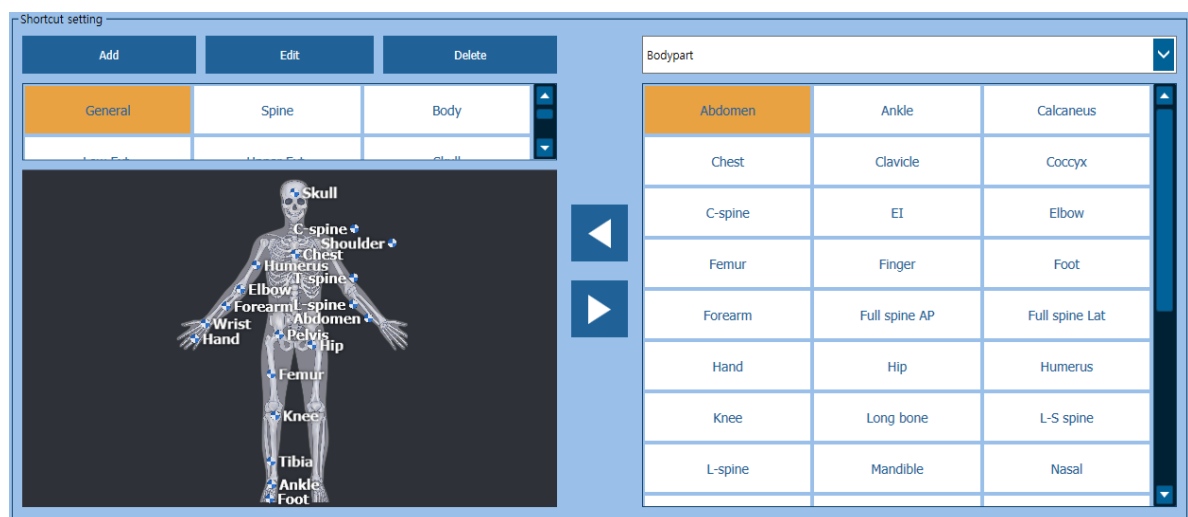 Shortcut setting
Add Edit Delete
General Spine Body
Bodypart
Skull
C-spine
Shoulder
Chest
Humerus
T-spine
Elbow
Forearm L-spine
Wrist Abdomen
Hand Pelvis
Hip
Femur
Knee
Tibia
Ankle
Foot
Abdomen Ankle Calcaneus
Chest Clavicle Coccyx
C-spine EI Elbow
Femur Finger Foot
Forearm Full spine AP Full spine Lat
Hand Hip Humerus
Knee Long bone L-S spine
L-spine Mandible Nasal